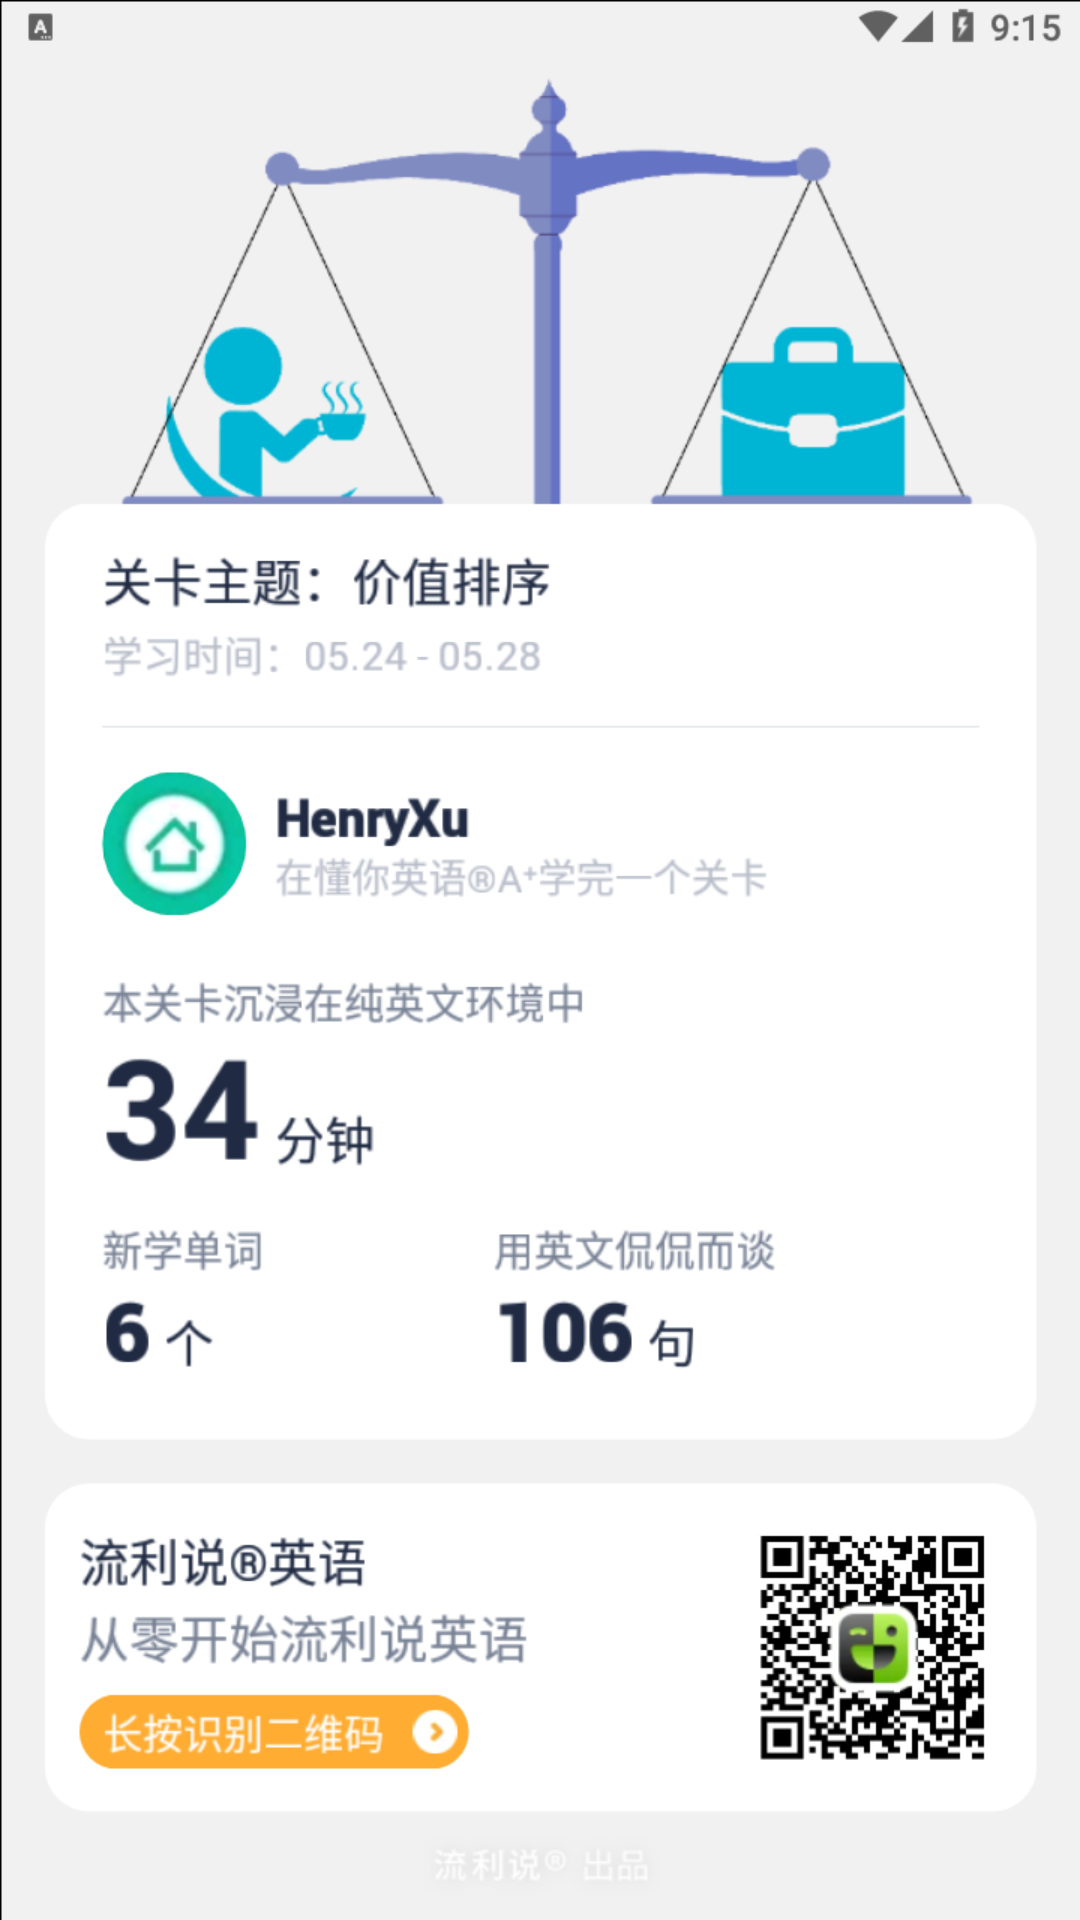 A
9:15
关卡主题：价值排序
学习时间：05.24 - 05.28
HenryXu
在懂你英语®A⁺学完一个关卡
本关卡沉浸在纯英文环境中
34 分钟
新学单词
用英文侃侃而谈
6 个
106 句
流利说®英语
从零开始流利说英语
长按识别二维码
流利说® 出品